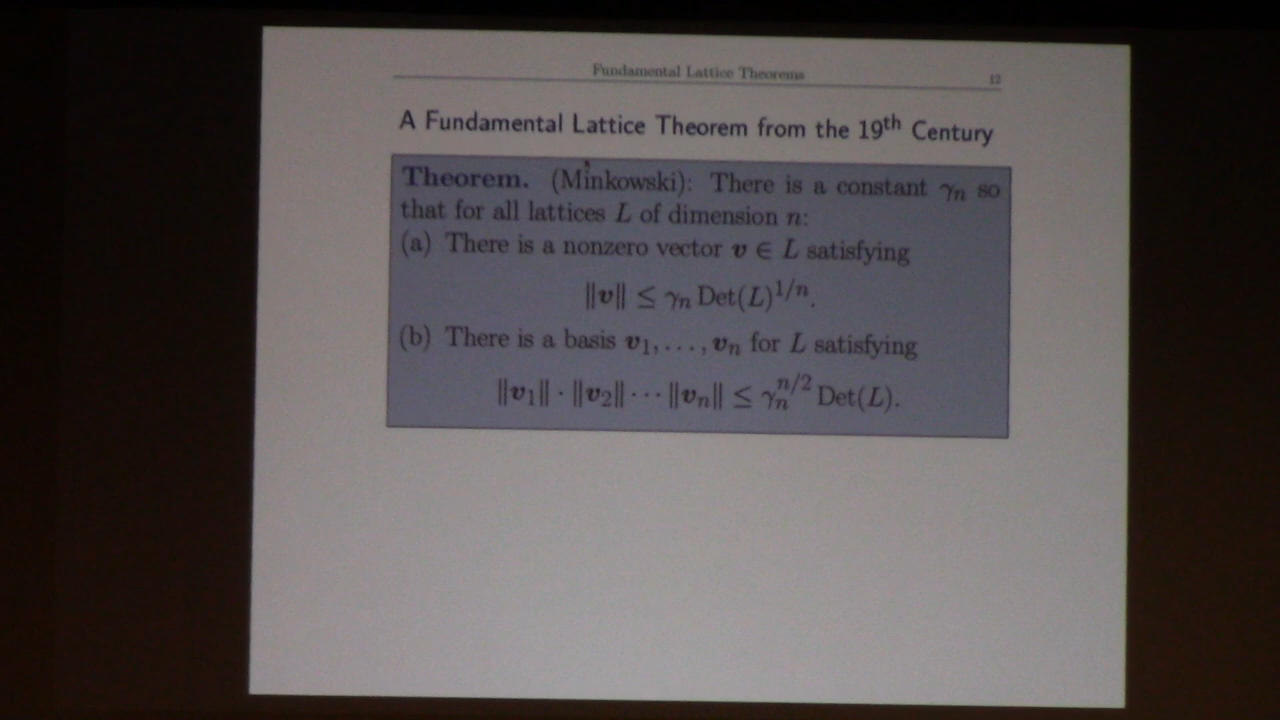 Fundamental Lattice Theorems 12
A Fundamental Lattice Theorem from the 19th Century
Theorem. (Minkowski): There is a constant γn so
that for all lattices L of dimension n:
(a) There is a nonzero vector v ∈ L satisfying
‖v‖ ≤ γn Det(L)^1/n.
(b) There is a basis v1, . . . , vn for L satisfying
‖v1‖ · ‖v2‖ · · · ‖vn‖ ≤ γn^n/2 Det(L).